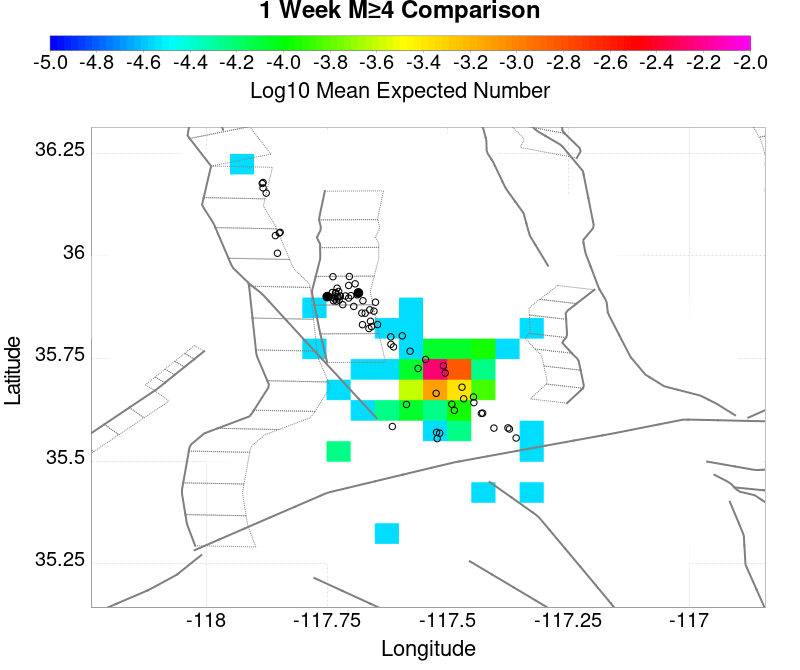 1 Week M≥4 Comparison
-5.0 -4.8 -4.6 -4.4 -4.2 -4.0 -3.8 -3.6 -3.4 -3.2 -3.0 -2.8 -2.6 -2.4 -2.2 -2.0
Log10 Mean Expected Number
36.25
36
35.75
35.5
35.25
Latitude
-118 -117.75 -117.5 -117.25 -117
Longitude